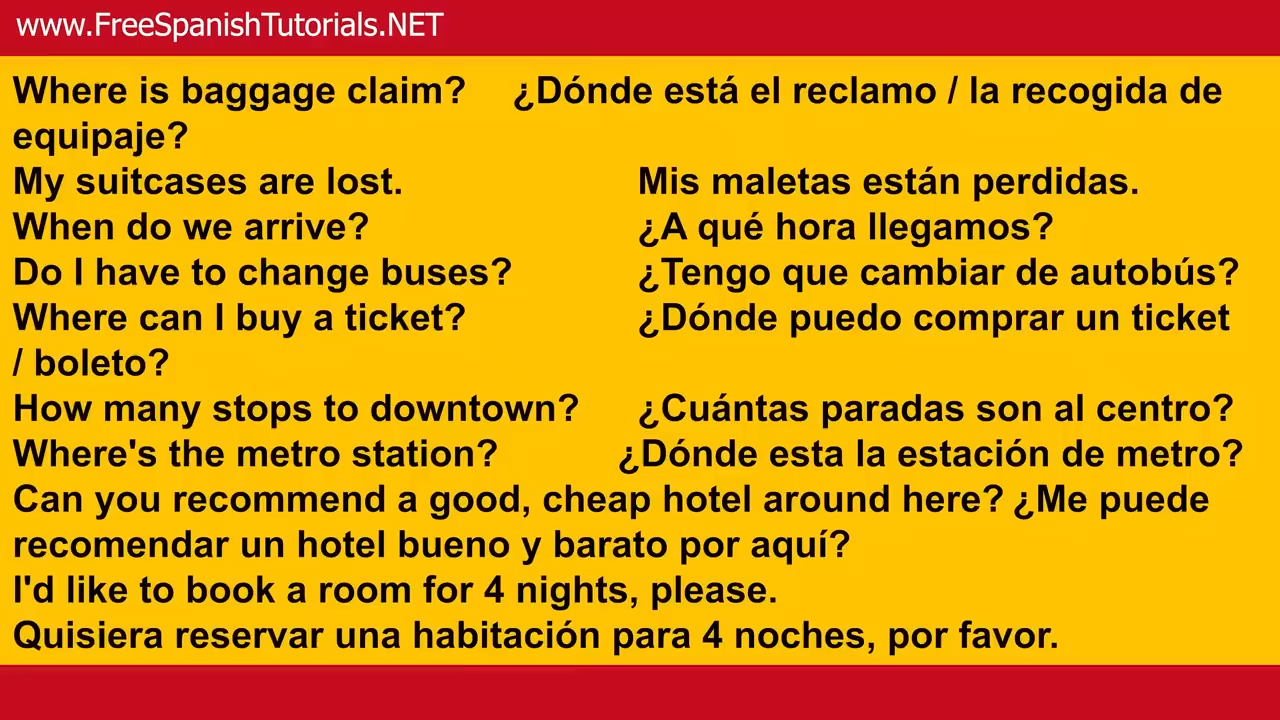 www.FreeSpanishTutorials.NET
Where is baggage claim? ¿Dónde está el reclamo / la recogida de
equipaje?
My suitcases are lost. Mis maletas están perdidas.
When do we arrive? ¿A qué hora llegamos?
Do I have to change buses? ¿Tengo que cambiar de autobús?
Where can I buy a ticket? ¿Dónde puedo comprar un ticket
/ boleto?
How many stops to downtown? ¿Cuántas paradas son al centro?
Where's the metro station? ¿Dónde esta la estación de metro?
Can you recommend a good, cheap hotel around here? ¿Me puede
recomendar un hotel bueno y barato por aquí?
I'd like to book a room for 4 nights, please.
Quisiera reservar una habitación para 4 noches, por favor.